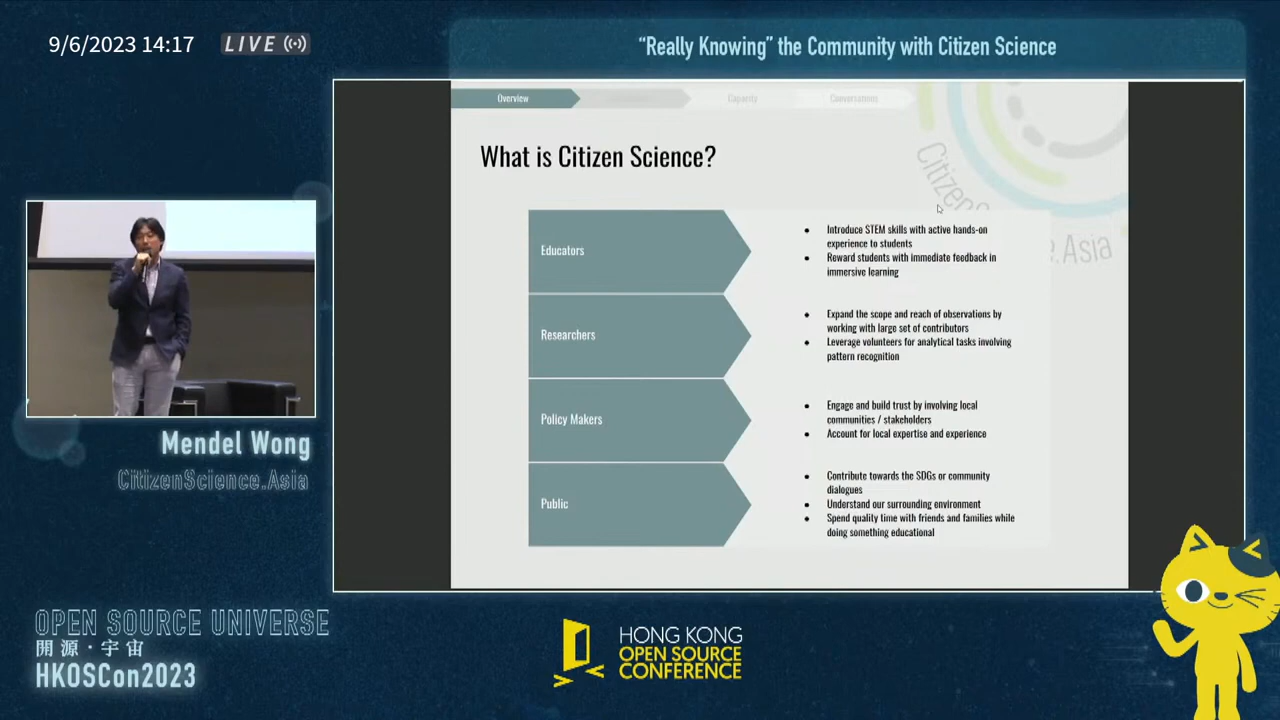 9/6/2023 14:17
LIVE
“Really Knowing” the Community with Citizen Science
Overview
Capacity
Conversations
What is Citizen Science?
Citizens
e.Asia
Educators
Introduce STEM skills with active hands-on
experience to students
Reward students with immediate feedback in
immersive learning
Researchers
Expand the scope and reach of observations by
working with large set of contributors
Leverage volunteers for analytical tasks involving
pattern recognition
Policy Makers
Engage and build trust by involving local
communities / stakeholders
Account for local expertise and experience
Public
Contribute towards the SDGs or community
dialogues
Understand our surrounding environment
Spend quality time with friends and families while
doing something educational
Mendel Wong
CitizenScience.Asia
OPEN SOURCE UNIVERSE
開源·宇宙
HKOSCon2023
HONG KONG
OPEN SOURCE
CONFERENCE